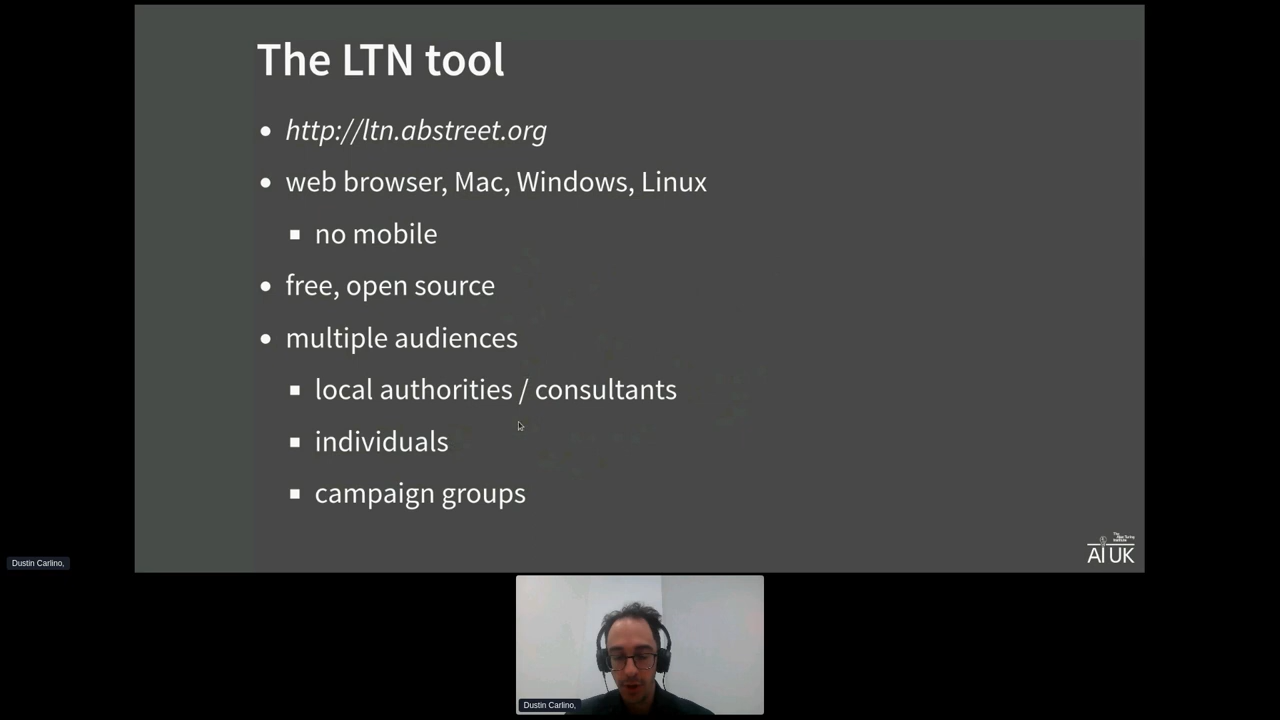 The LTN tool
http://ltn.abstreet.org
web browser, Mac, Windows, Linux
no mobile
free, open source
multiple audiences
local authorities / consultants
individuals
campaign groups
AI UK
Dustin Carlino,
Dustin Carlino,